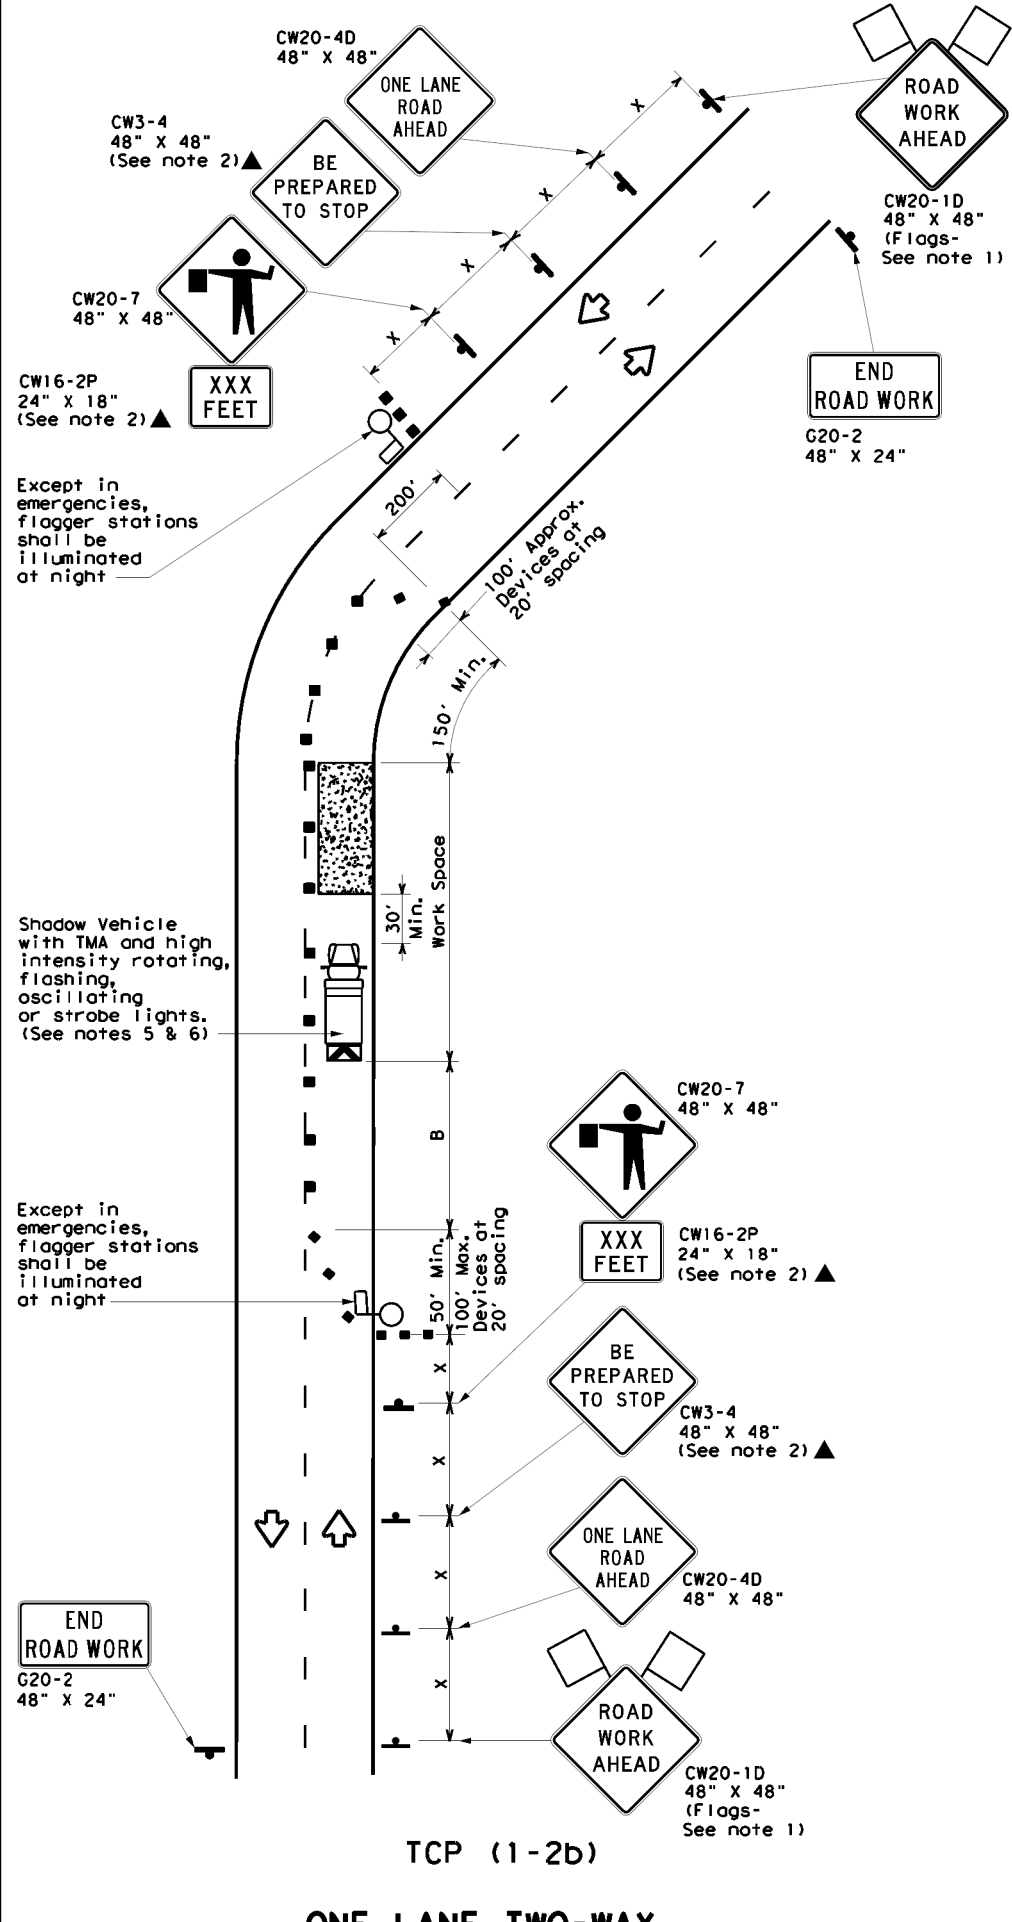 CW20-4D
48" X 48"
ONE LANE
ROAD
AHEAD
ROAD
WORK
AHEAD
CW3-4
48" X 48"
(See note 2)▲
BE
PREPARED
TO STOP
CW20-1D
48" X 48"
(Flags-
See note 1)
CW20-7
48" X 48"
CW16-2P
24" X 18"
(See note 2)▲
XXX
FEET
X
X
X
X
END
ROAD WORK
G20-2
48" X 24"
Except in
emergencies,
flagger stations
shall be
illuminated
at night
200'
100' Approx.
Devices at
20' spacing
150' Min.
Work Space
30'
Min.
Shadow Vehicle
with TMA and high
intensity rotating,
flashing,
oscillating
or strobe lights.
(See notes 5 & 6)
B
CW20-7
48" X 48"
XXX
FEET
CW16-2P
24" X 18"
(See note 2)▲
Except in
emergencies,
flagger stations
shall be
illuminated
at night
50' Min.
100' Max.
Devices at
20' spacing
X
X
X
X
BE
PREPARED
TO STOP
CW3-4
48" X 48"
(See note 2)▲
ONE LANE
ROAD
AHEAD
CW20-4D
48" X 48"
END
ROAD WORK
G20-2
48" X 24"
ROAD
WORK
AHEAD
CW20-1D
48" X 48"
(Flags-
See note 1)
TCP (1-2b)
ONE LANE TWO-WAY